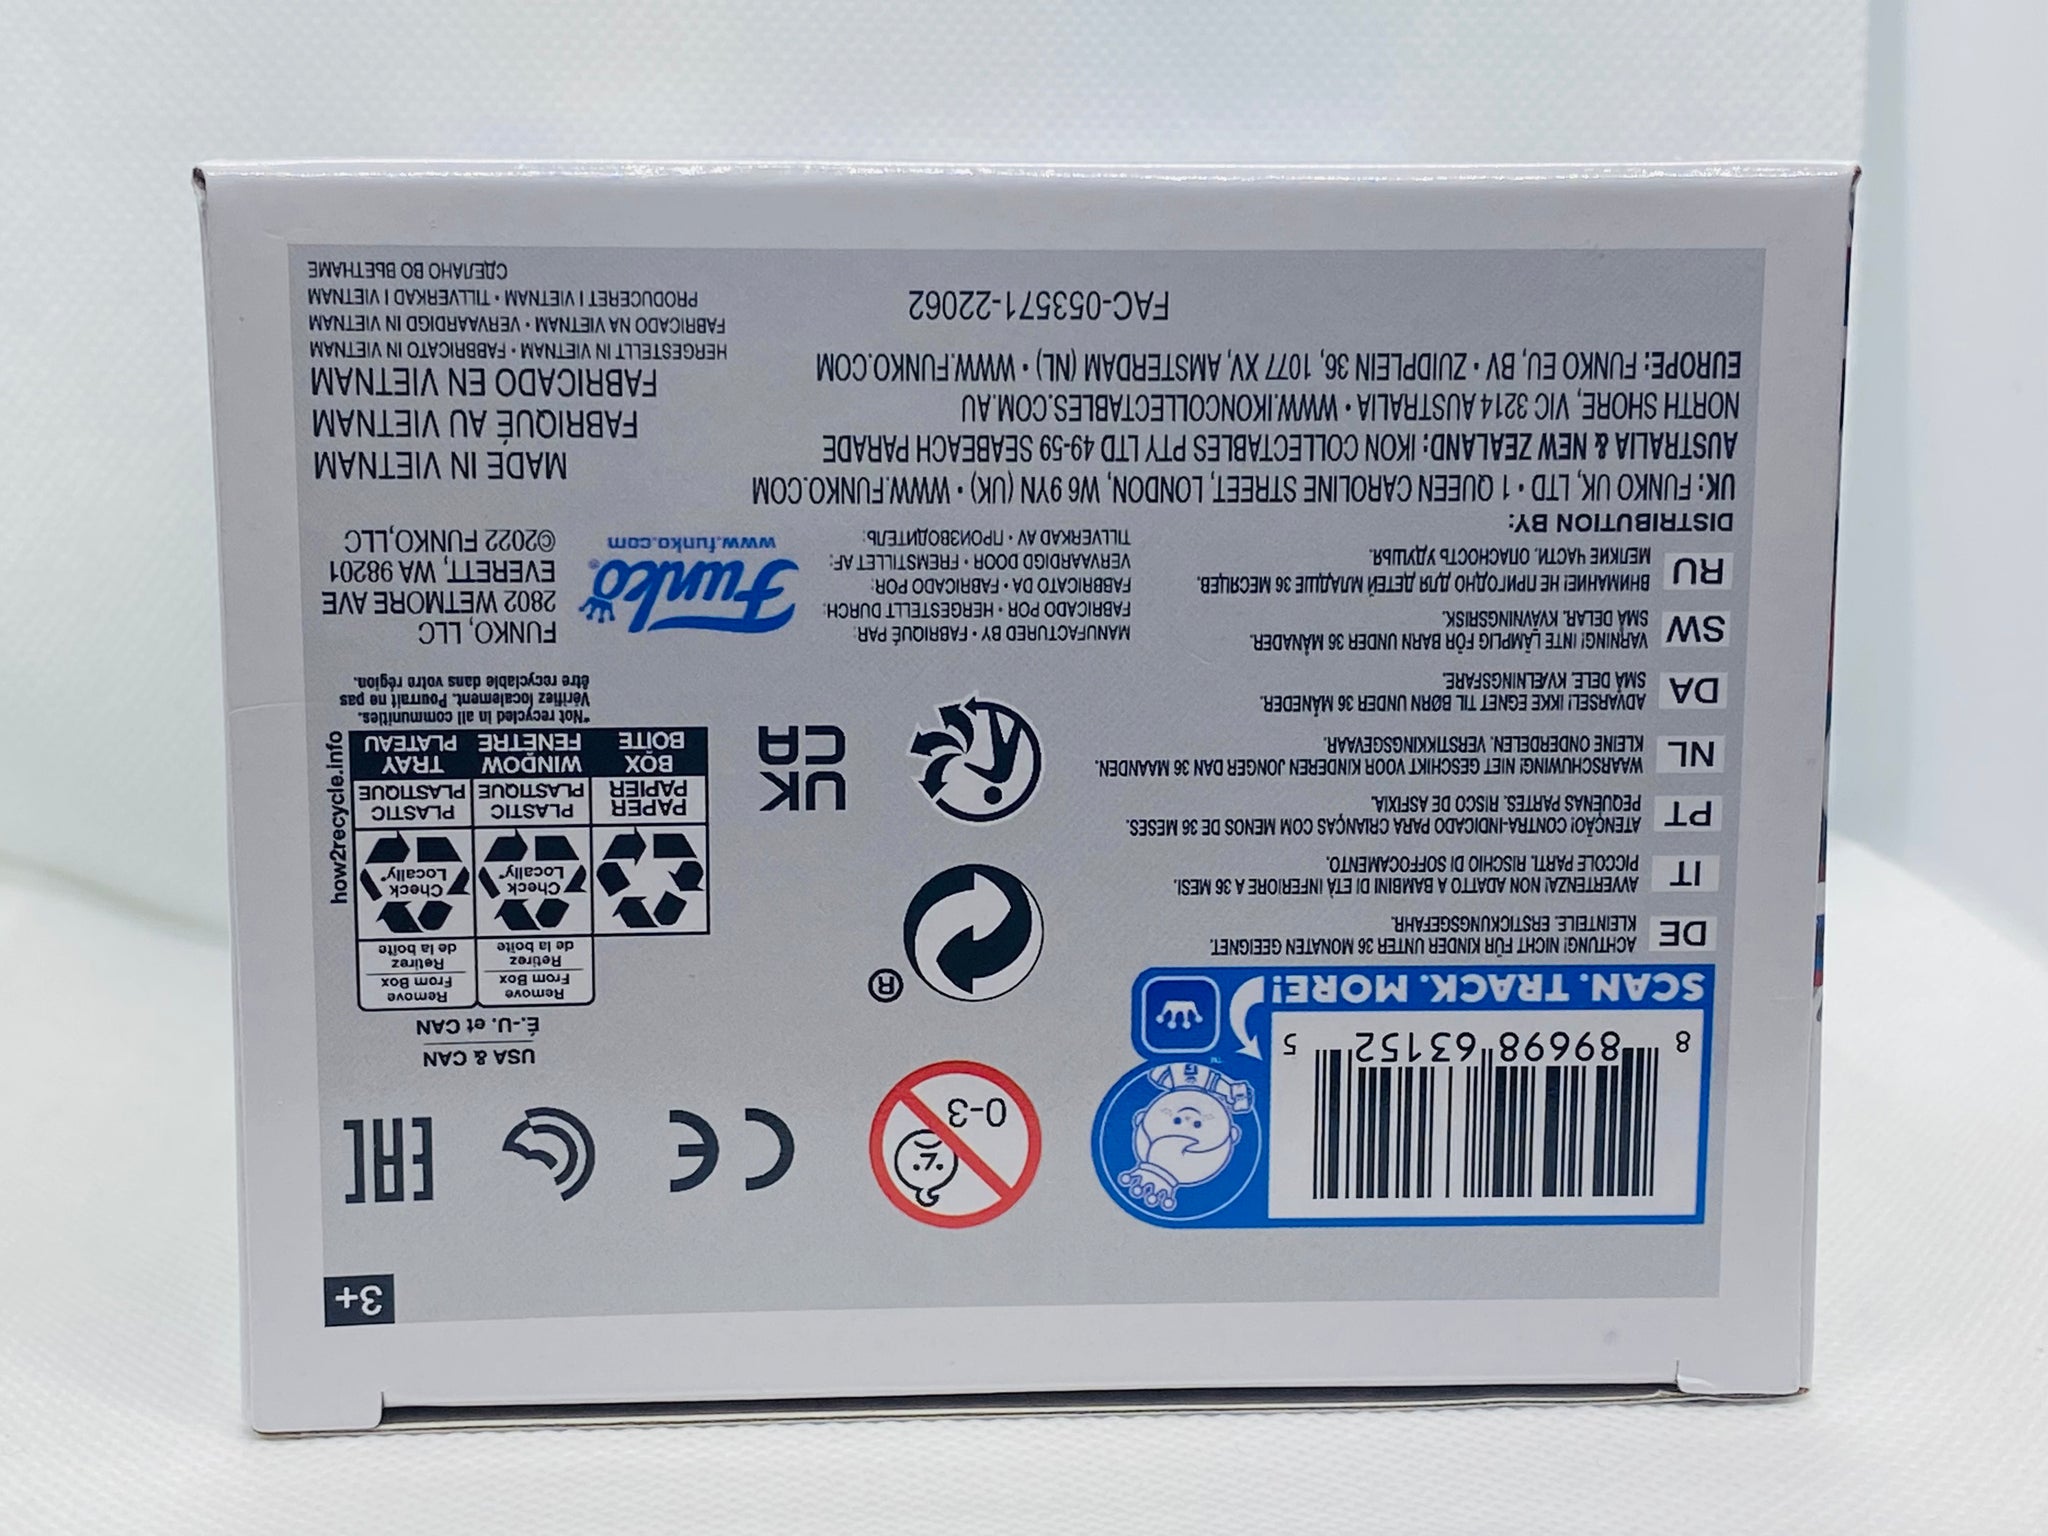 3+
8 89698 63152 5
SCAN. TRACK. MORE!
TM
0-3
CE
EAC
USA & CAN
É.-U. et CAN
Remove
From Box
Retirez
de la boîte
Remove
From Box
Retirez
de la boîte
Check
Locally*
Check
Locally*
PAPER
PAPIER
PLASTIC
PLASTIQUE
PLASTIC
PLASTIQUE
BOX
BOÎTE
WINDOW
FENÊTRE
TRAY
PLATEAU
how2recycle.info
*Not recycled in all communities.
Vérifiez localement. Pourrait ne pas
être recyclable dans votre région.
®
UK
CA
DE
ACHTUNG! NICHT FÜR KINDER UNTER 36 MONATEN GEEIGNET.
KLEINTEILE. ERSTICKUNGSGEFAHR.
IT
AVVERTENZA! NON ADATTO A BAMBINI DI ETÀ INFERIORE A 36 MESI.
PICCOLE PARTI. RISCHIO DI SOFFOCAMENTO.
PT
ATENÇÃO! CONTRA-INDICADO PARA CRIANÇAS COM MENOS DE 36 MESES.
PEQUENAS PARTES. RISCO DE ASFIXIA.
NL
WAARSCHUWING! NIET GESCHIKT VOOR KINDEREN JONGER DAN 36 MAANDEN.
KLEINE ONDERDELEN. VERSTIKKINGSGEVAAR.
DA
ADVARSEL! IKKE EGNET TIL BØRN UNDER 36 MÅNEDER.
SMÅ DELE. KVÆLNINGSFARE.
SW
VARNING! INTE LÄMPLIG FÖR BARN UNDER 36 MÅNADER.
SMÅ DELAR. KVÄVNINGSRISK.
RU
ВНИМАНИЕ! НЕ ПРИГОДНО ДЛЯ ДЕТЕЙ МЛАДШЕ 36 МЕСЯЦЕВ.
МЕЛКИЕ ЧАСТИ. ОПАСНОСТЬ УДУШЬЯ.
MANUFACTURED BY • FABRIQUÉ PAR:
FABRICADO POR • HERGESTELLT DURCH:
FABBRICATO DA • FABRICADO POR:
VERVAARDIGD DOOR • FREMSTILLET AF:
TILLVERKAD AV • ПРОИЗВОДИТЕЛЬ:
Funko®
www.funko.com
FUNKO, LLC
2802 WETMORE AVE
EVERETT, WA 98201
©2022 FUNKO,LLC
DISTRIBUTION BY:
UK: FUNKO UK, LTD • 1 QUEEN CAROLINE STREET, LONDON, W6 9YN (UK) • WWW.FUNKO.COM
AUSTRALIA & NEW ZEALAND: IKON COLLECTABLES PTY LTD 49-59 SEABEACH PARADE
NORTH SHORE, VIC 3214 AUSTRALIA • WWW.IKONCOLLECTABLES.COM.AU
EUROPE: FUNKO EU, BV • ZUIDPLEIN 36, 1077 XV, AMSTERDAM (NL) • WWW.FUNKO.COM
FAC-053571-22062
MADE IN VIETNAM
FABRIQUÉ AU VIETNAM
FABRICADO EN VIETNAM
HERGESTELLT IN VIETNAM • FABBRICATO IN VIETNAM
FABRICADO NA VIETNAM • VERVAARDIGD IN VIETNAM
PRODUCERET I VIETNAM • TILLVERKAD I VIETNAM
СДЕЛАНО ВО ВЬЕТНАМЕ